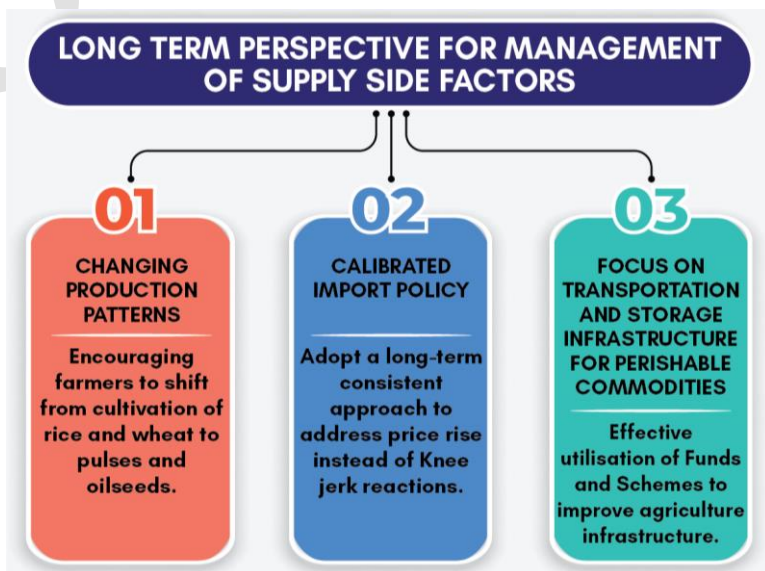 LONG TERM PERSPECTIVE FOR MANAGEMENT
OF SUPPLY SIDE FACTORS
01
CHANGING
PRODUCTION
PATTERNS
Encouraging
farmers to shift
from cultivation of
rice and wheat to
pulses and
oilseeds.
02
CALIBRATED
IMPORT POLICY
Adopt a long-term
consistent
approach to
address price rise
instead of Knee
jerk reactions.
03
FOCUS ON
TRANSPORTATION
AND STORAGE
INFRASTRUCTURE
FOR PERISHABLE
COMMODITIES
Effective
utilisation of Funds
and Schemes to
improve agriculture
infrastructure.